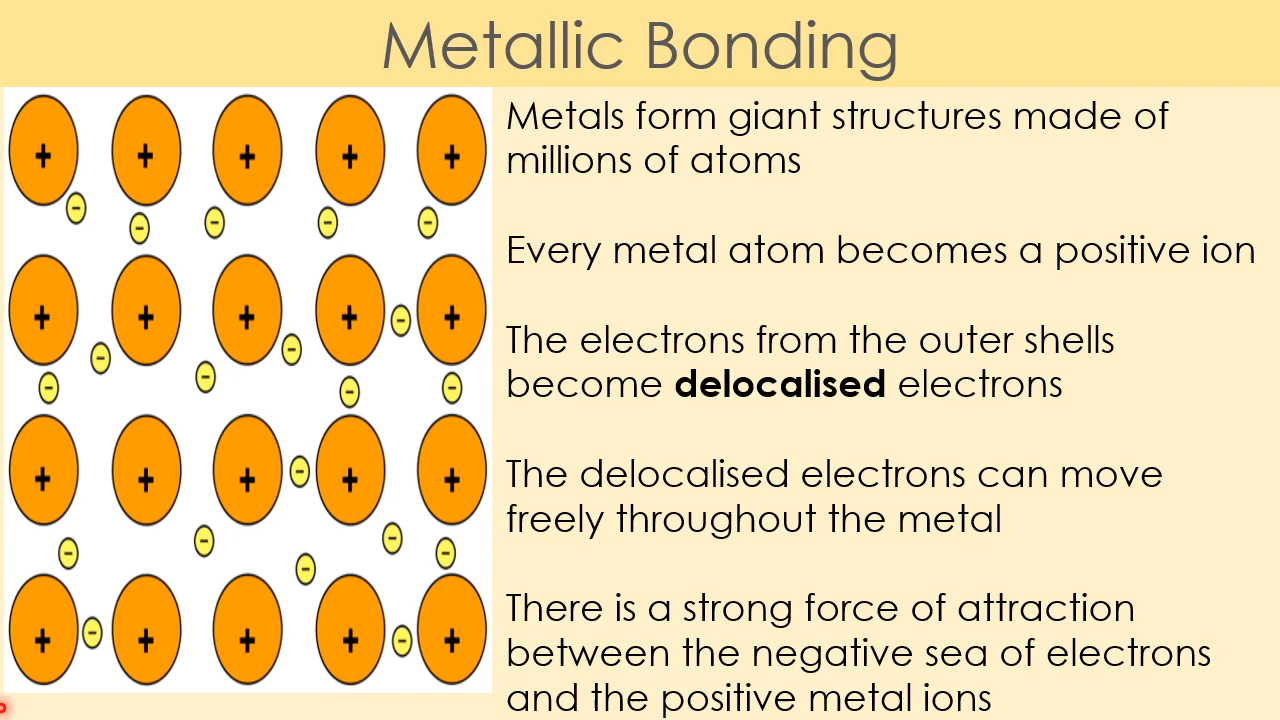 Metallic Bonding
Metals form giant structures made of
millions of atoms
Every metal atom becomes a positive ion
The electrons from the outer shells
become delocalised electrons
The delocalised electrons can move
freely throughout the metal
There is a strong force of attraction
between the negative sea of electrons
and the positive metal ions
+ + + + +
- - - - -
+ + + + +
- - - -
- - -
+ + + + +
-
- - - - -
+ + + + +
- -